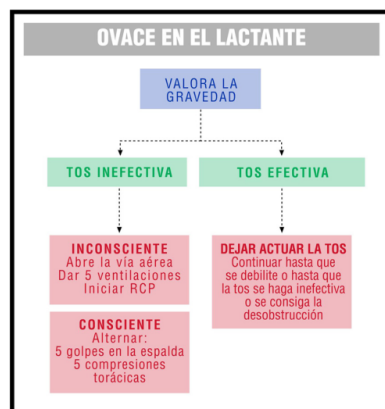 OVACE EN EL LACTANTE
VALORA LA
GRAVEDAD
TOS INEFECTIVA
TOS EFECTIVA
INCONSCIENTE
Abre la vía aérea
Dar 5 ventilaciones
Iniciar RCP
CONSCIENTE
Alternar:
5 golpes en la espalda
5 compresiones
torácicas
DEJAR ACTUAR LA TOS
Continuar hasta que
se debilite o hasta que
la tos se haga inefectiva
o se consiga la
desobstrucción